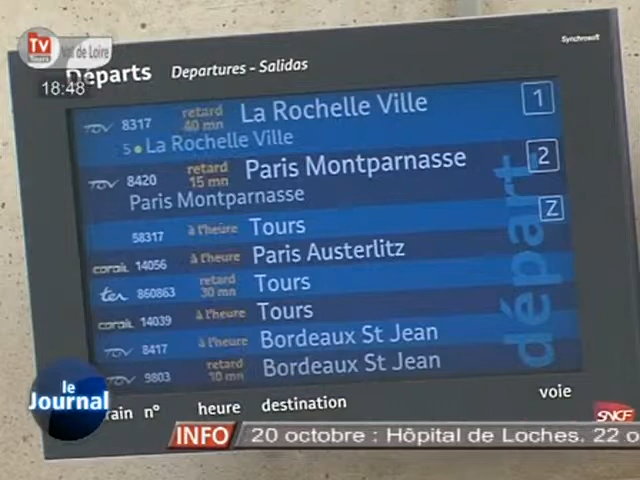 TV
Tours
Val de Loire
Synchrosoft
Départs Departures - Salidas
18:48
TGV 8317 retard 40 mn La Rochelle Ville 1
5 La Rochelle Ville
TGV 8420 retard 15 mn Paris Montparnasse 2
Paris Montparnasse
58317 à l'heure Tours Z
corail 14056 à l'heure Paris Austerlitz
ter 860863 retard 30 mn Tours
corail 14039 à l'heure Tours
TGV 8417 à l'heure Bordeaux St Jean
TGV 9803 retard 10 mn Bordeaux St Jean
départ
train n° heure destination voie
le Journal
SNCF
INFO 20 octobre : Hôpital de Loches. 22 o